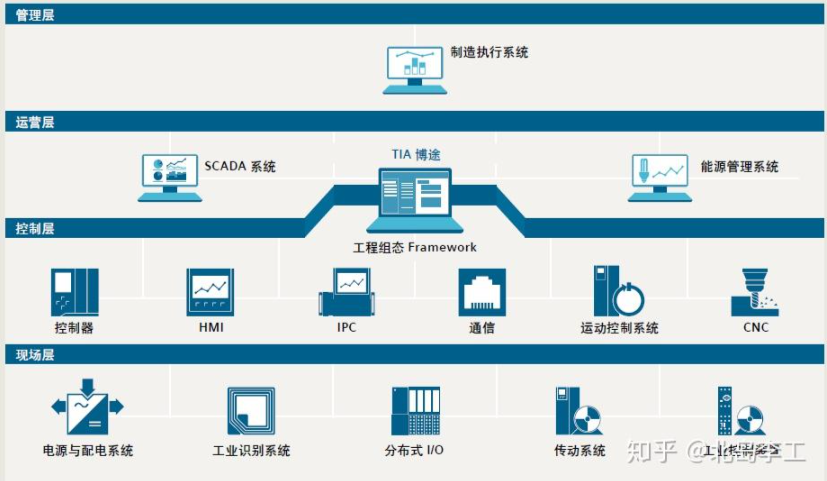 管理层
制造执行系统
运营层
SCADA 系统
TIA 博途
能源管理系统
控制层
工程组态 Framework
控制器
HMI
IPC
通信
运动控制系统
CNC
现场层
电源与配电系统
工业识别系统
分布式 I/O
传动系统
知乎 @北岛李工